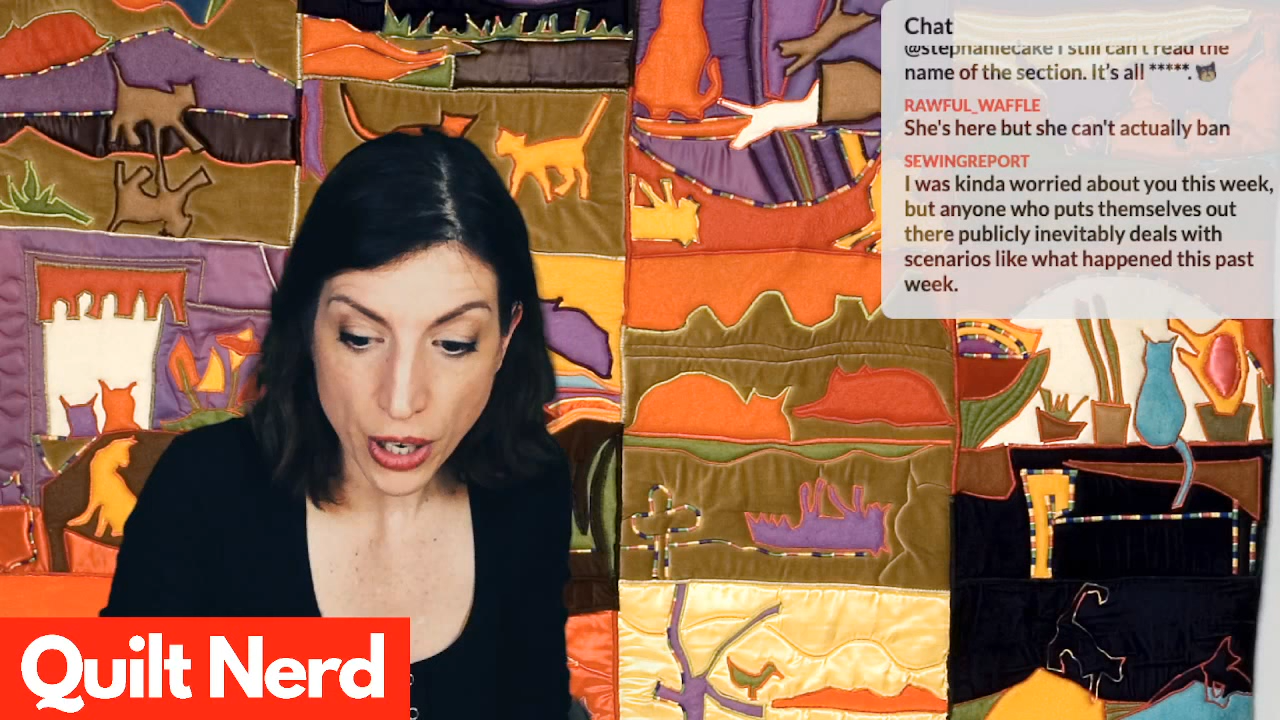 Chat
@stephaniecake I still can't read the
name of the section. It's all *****.
RAWFUL_WAFFLE
She's here but she can't actually ban
SEWINGREPORT
I was kinda worried about you this week,
but anyone who puts themselves out
there publicly inevitably deals with
scenarios like what happened this past
week.
Quilt Nerd